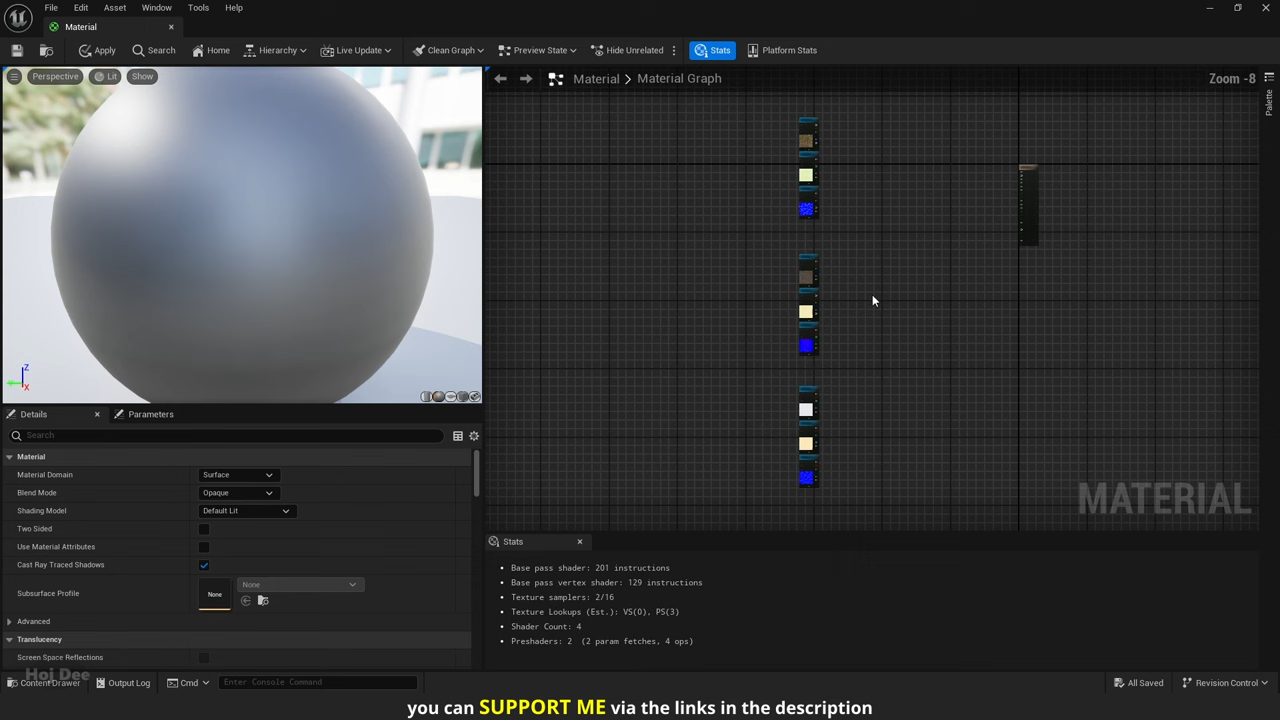 File Edit Asset Window Tools Help
Material
Apply Search Home Hierarchy Live Update Clean Graph Preview State Hide Unrelated Stats Platform Stats
Perspective Lit Show
Material > Material Graph
Zoom -8
Palette
Z
X
Details
Parameters
Search
Material
Material Domain Surface
Blend Mode Opaque
Shading Model Default Lit
Two Sided
Use Material Attributes
Cast Ray Traced Shadows
Subsurface Profile None None
Advanced
Translucency
Screen Space Reflections
MATERIAL
Stats
Base pass shader: 201 instructions
Base pass vertex shader: 129 instructions
Texture samplers: 2/16
Texture Lookups (Est.): VS(0), PS(3)
Shader Count: 4
Preshaders: 2 (2 param fetches, 4 ops)
Hoj Dee
Content Drawer Output Log Cmd Enter Console Command All Saved Revision Control
you can SUPPORT ME via the links in the description